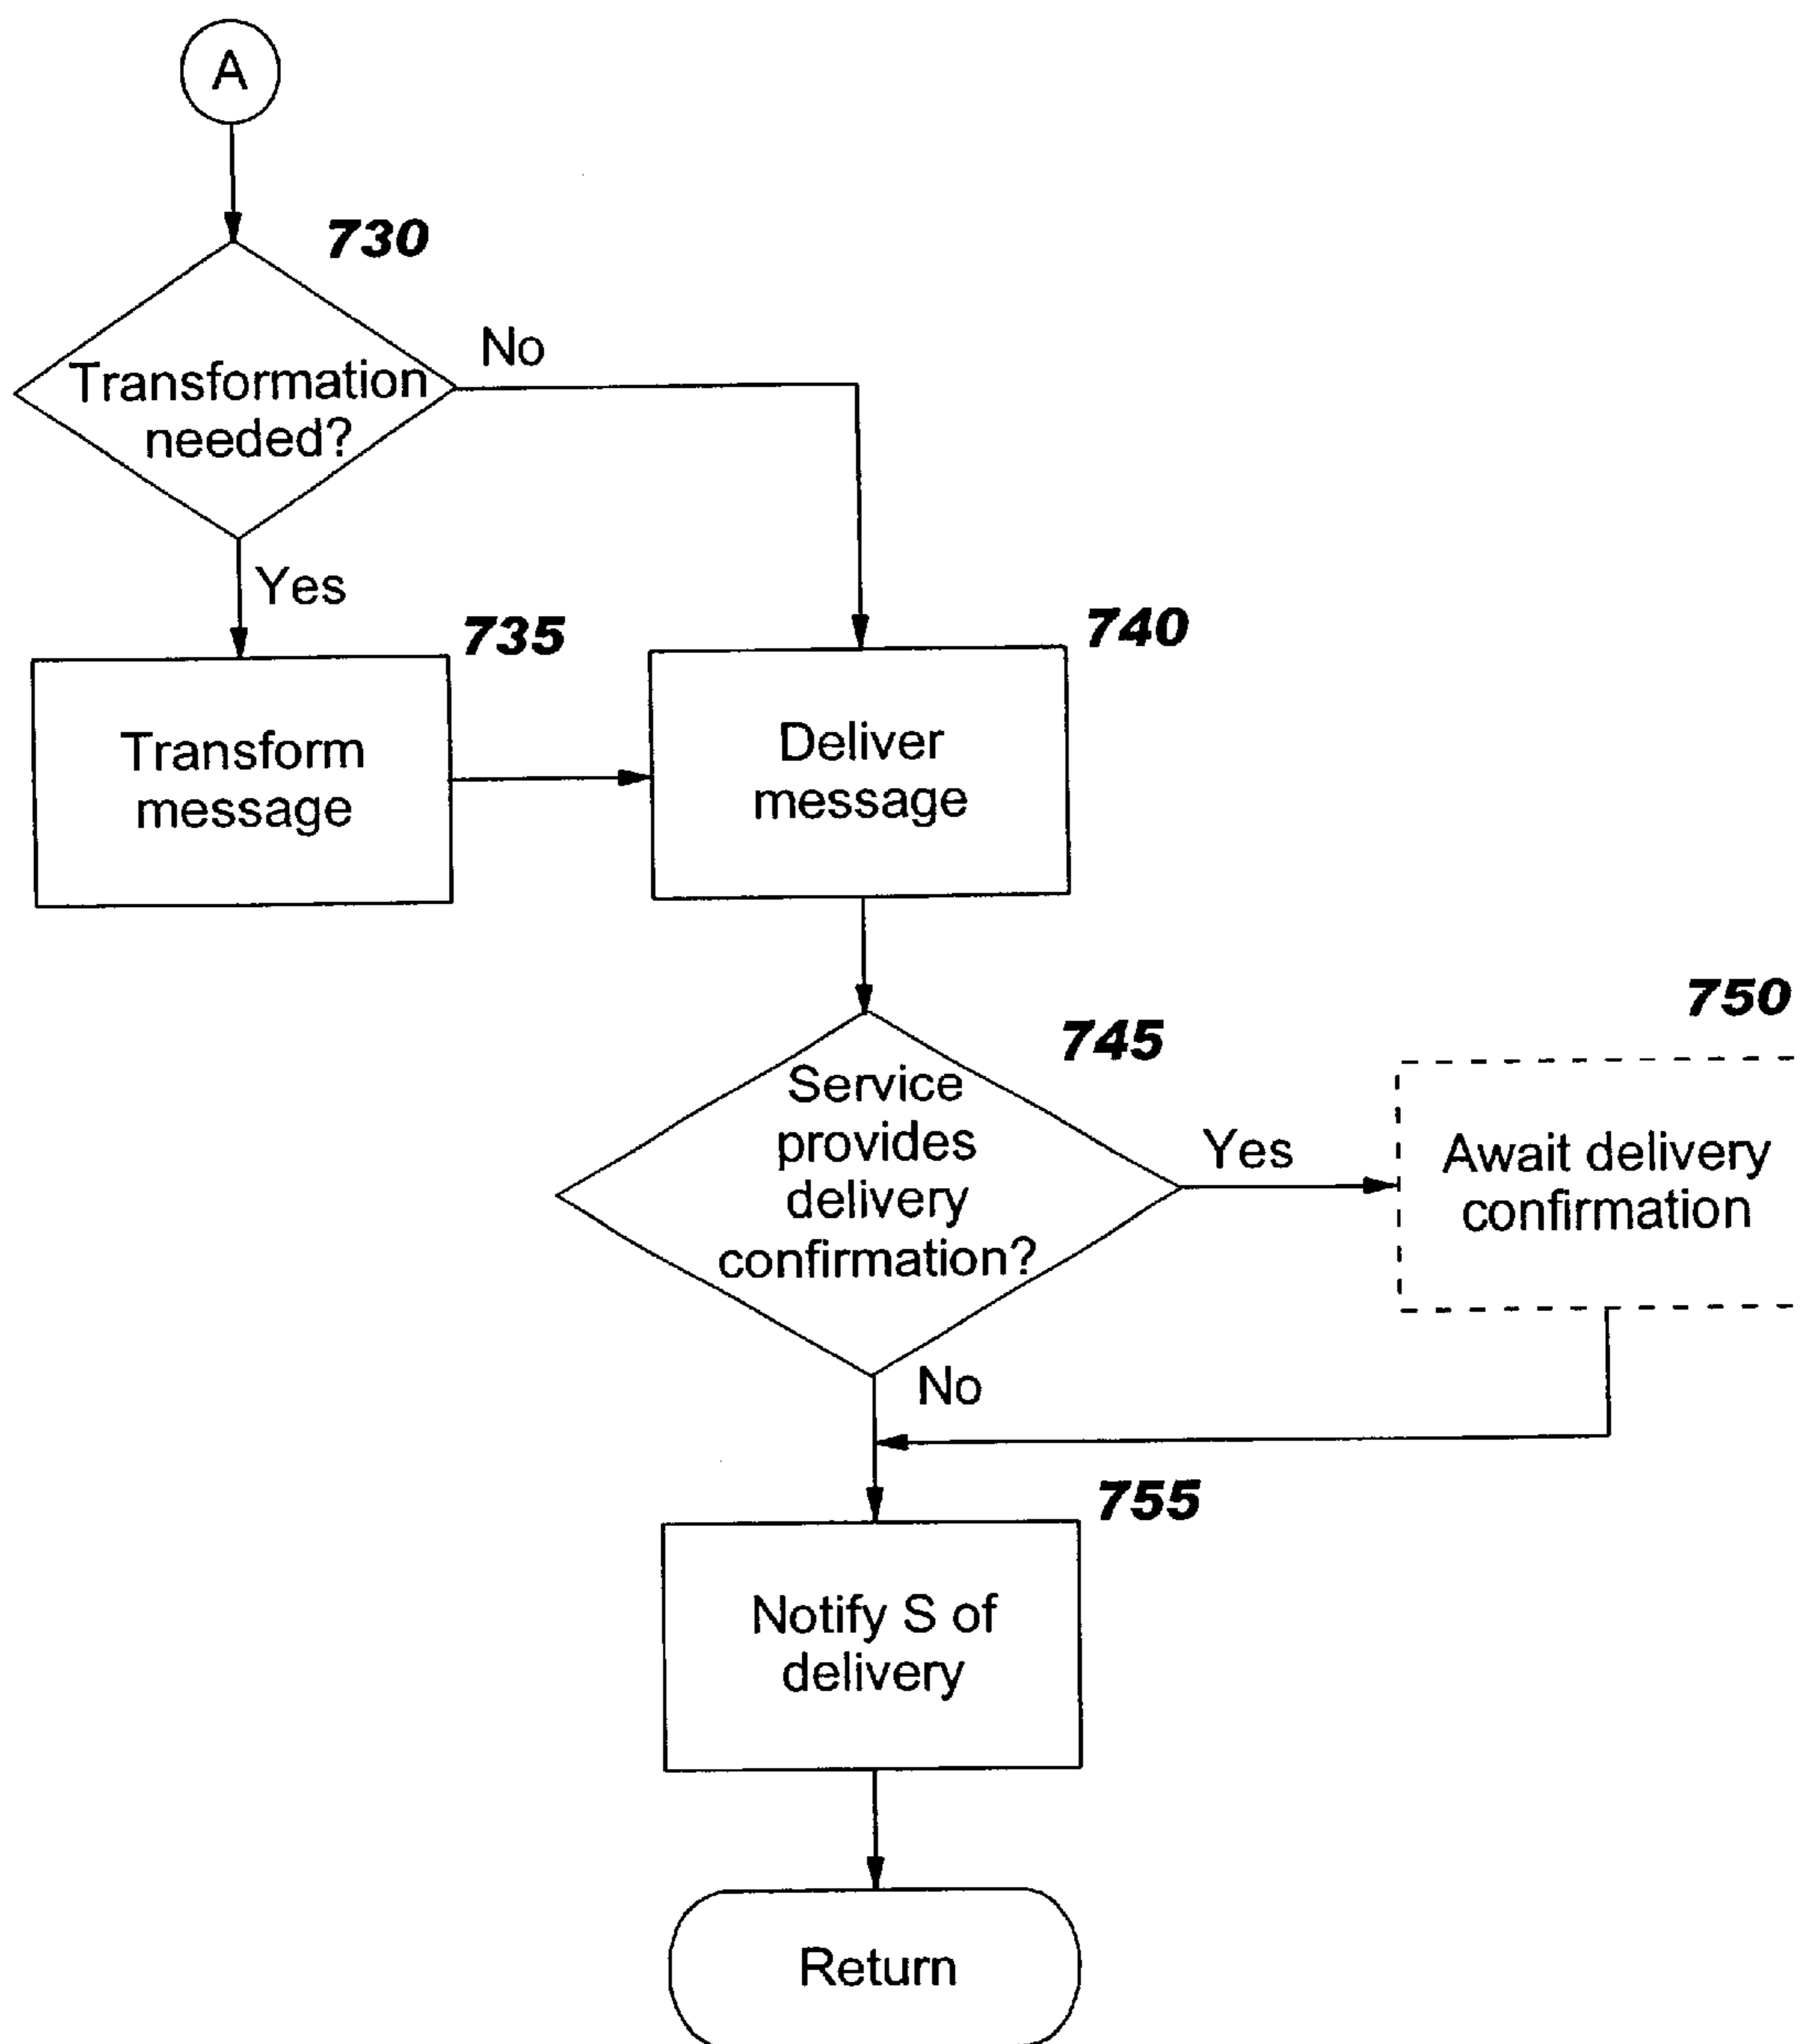 A
730
Transformation
needed?
No
Yes
735
Transform
message
740
Deliver
message
745
Service
provides
delivery
confirmation?
Yes
750
Await delivery
confirmation
No
755
Notify S of
delivery
Return